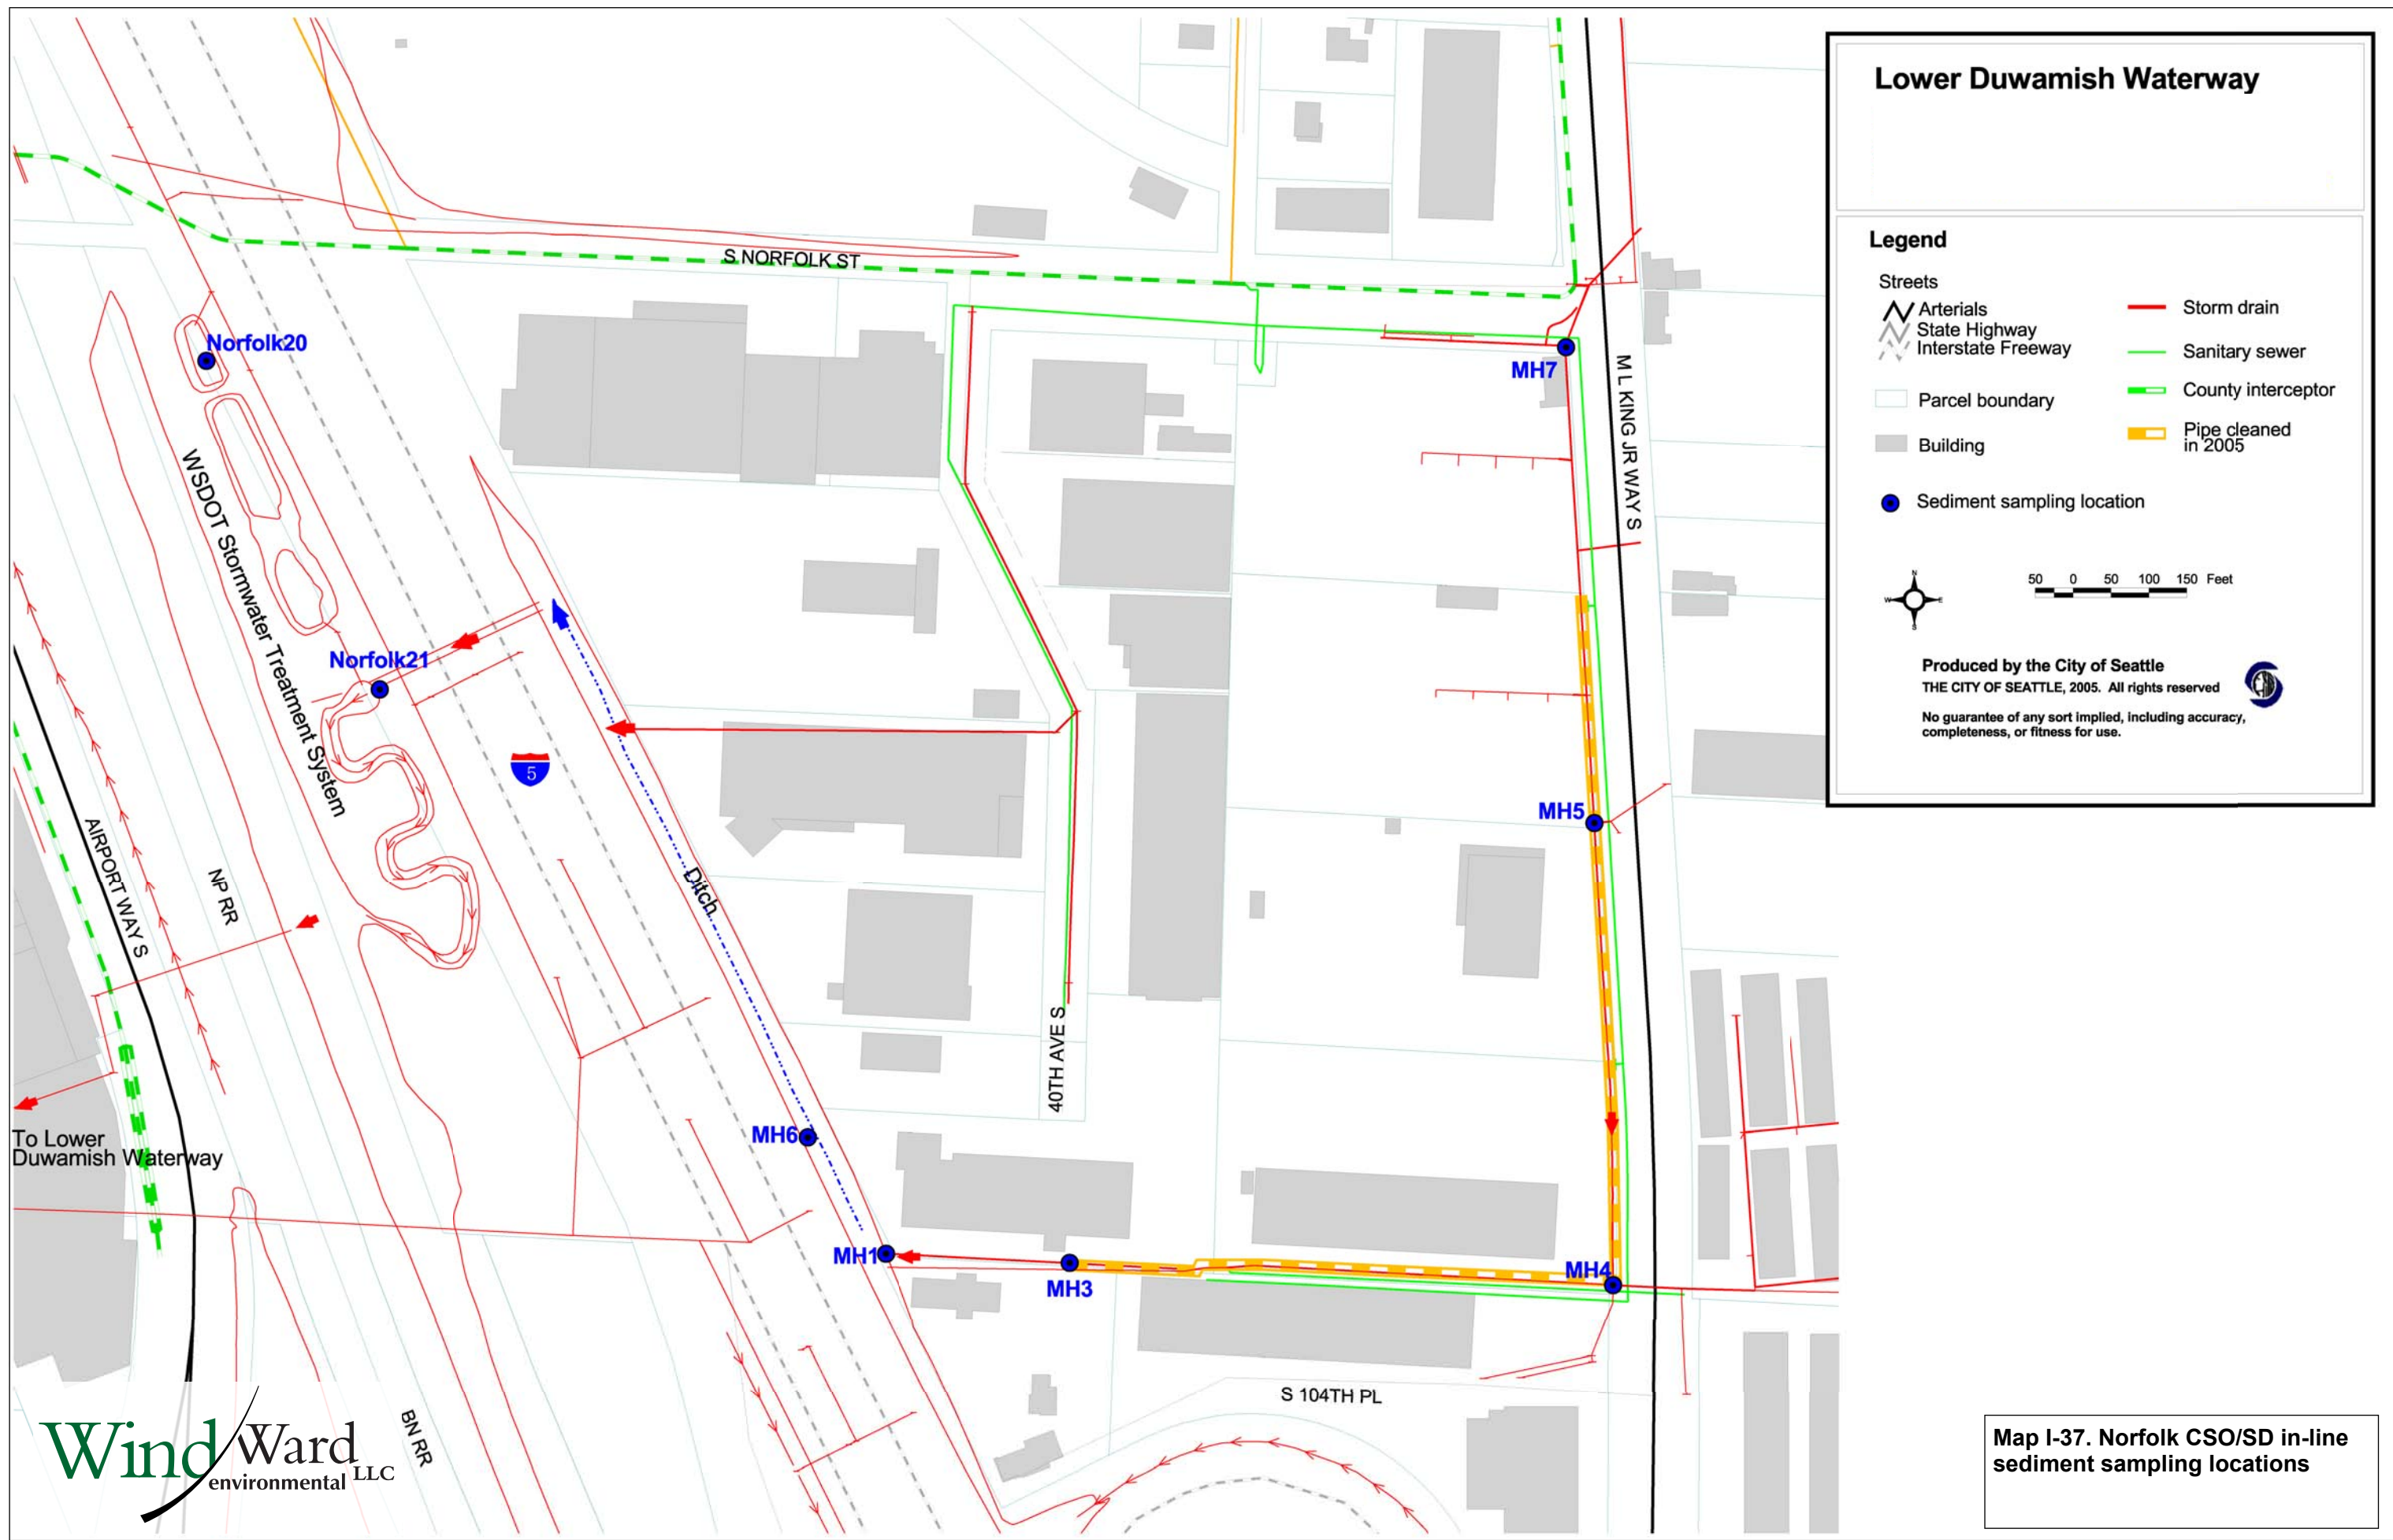 Lower Duwamish Waterway
Legend
Streets
Arterials
State Highway
Interstate Freeway
Parcel boundary
Building
Storm drain
Sanitary sewer
County interceptor
Pipe cleaned
in 2005
Sediment sampling location
N
W
E
S
50 0 50 100 150 Feet
Produced by the City of Seattle
THE CITY OF SEATTLE, 2005. All rights reserved
No guarantee of any sort implied, including accuracy,
completeness, or fitness for use.
S NORFOLK ST
Norfolk20
MH7
M L KING JR WAY S
WSDOT Stormwater Treatment System
Norfolk21
5
MH5
AIRPORT WAY S
NP RR
Ditch
40TH AVE S
To Lower
Duwamish Waterway
MH6
MH1
MH3
MH4
S 104TH PL
BN RR
WindWard
environmental LLC
Map I-37. Norfolk CSO/SD in-line
sediment sampling locations